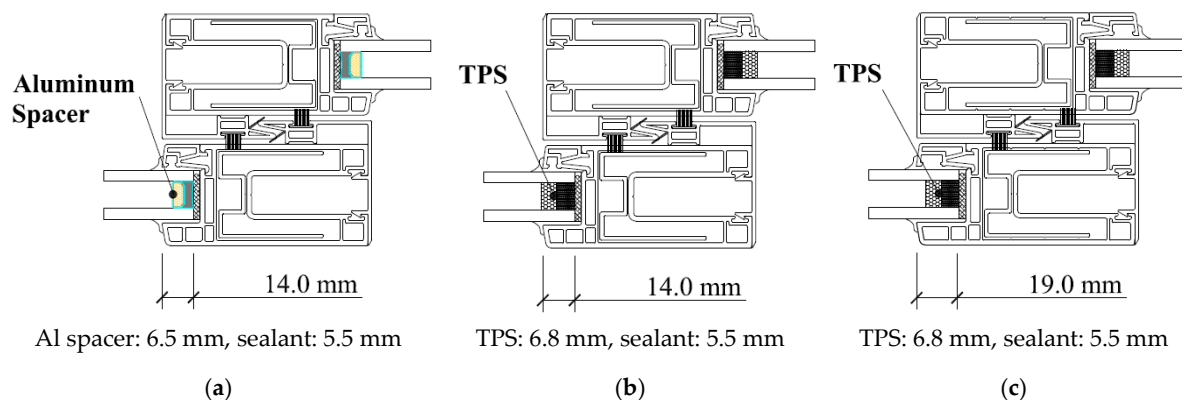 Aluminum
Spacer
TPS
TPS
14.0 mm
14.0 mm
19.0 mm
Al spacer: 6.5 mm, sealant: 5.5 mm
TPS: 6.8 mm, sealant: 5.5 mm
TPS: 6.8 mm, sealant: 5.5 mm
(a)
(b)
(c)